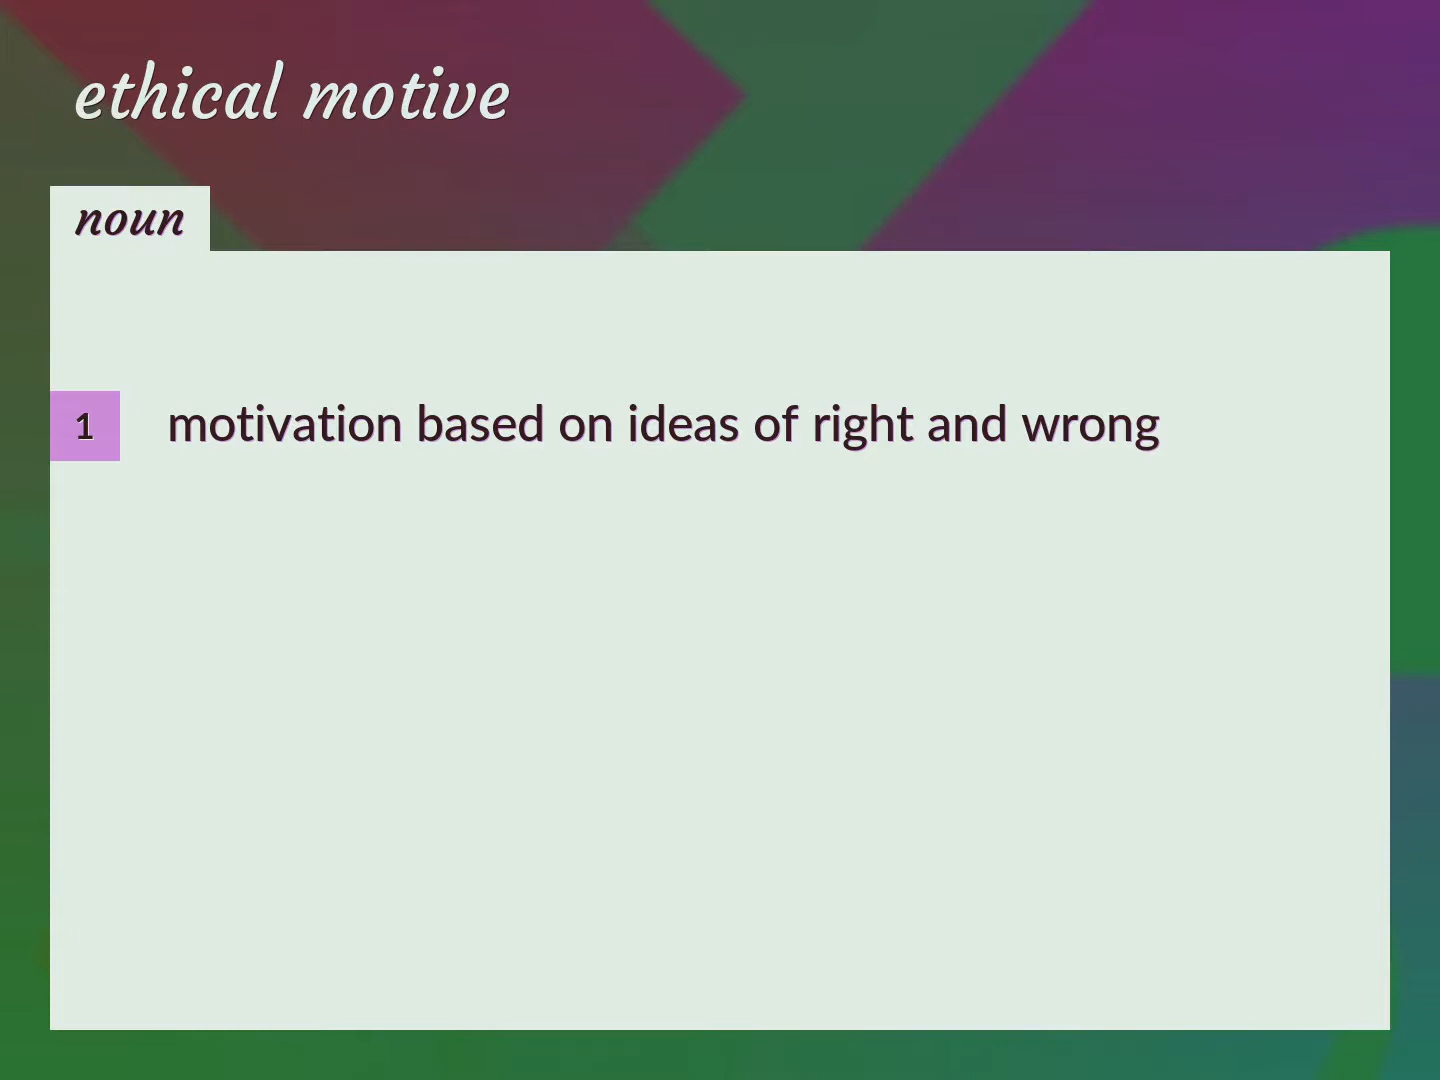 ethical motive
noun
1 motivation based on ideas of right and wrong